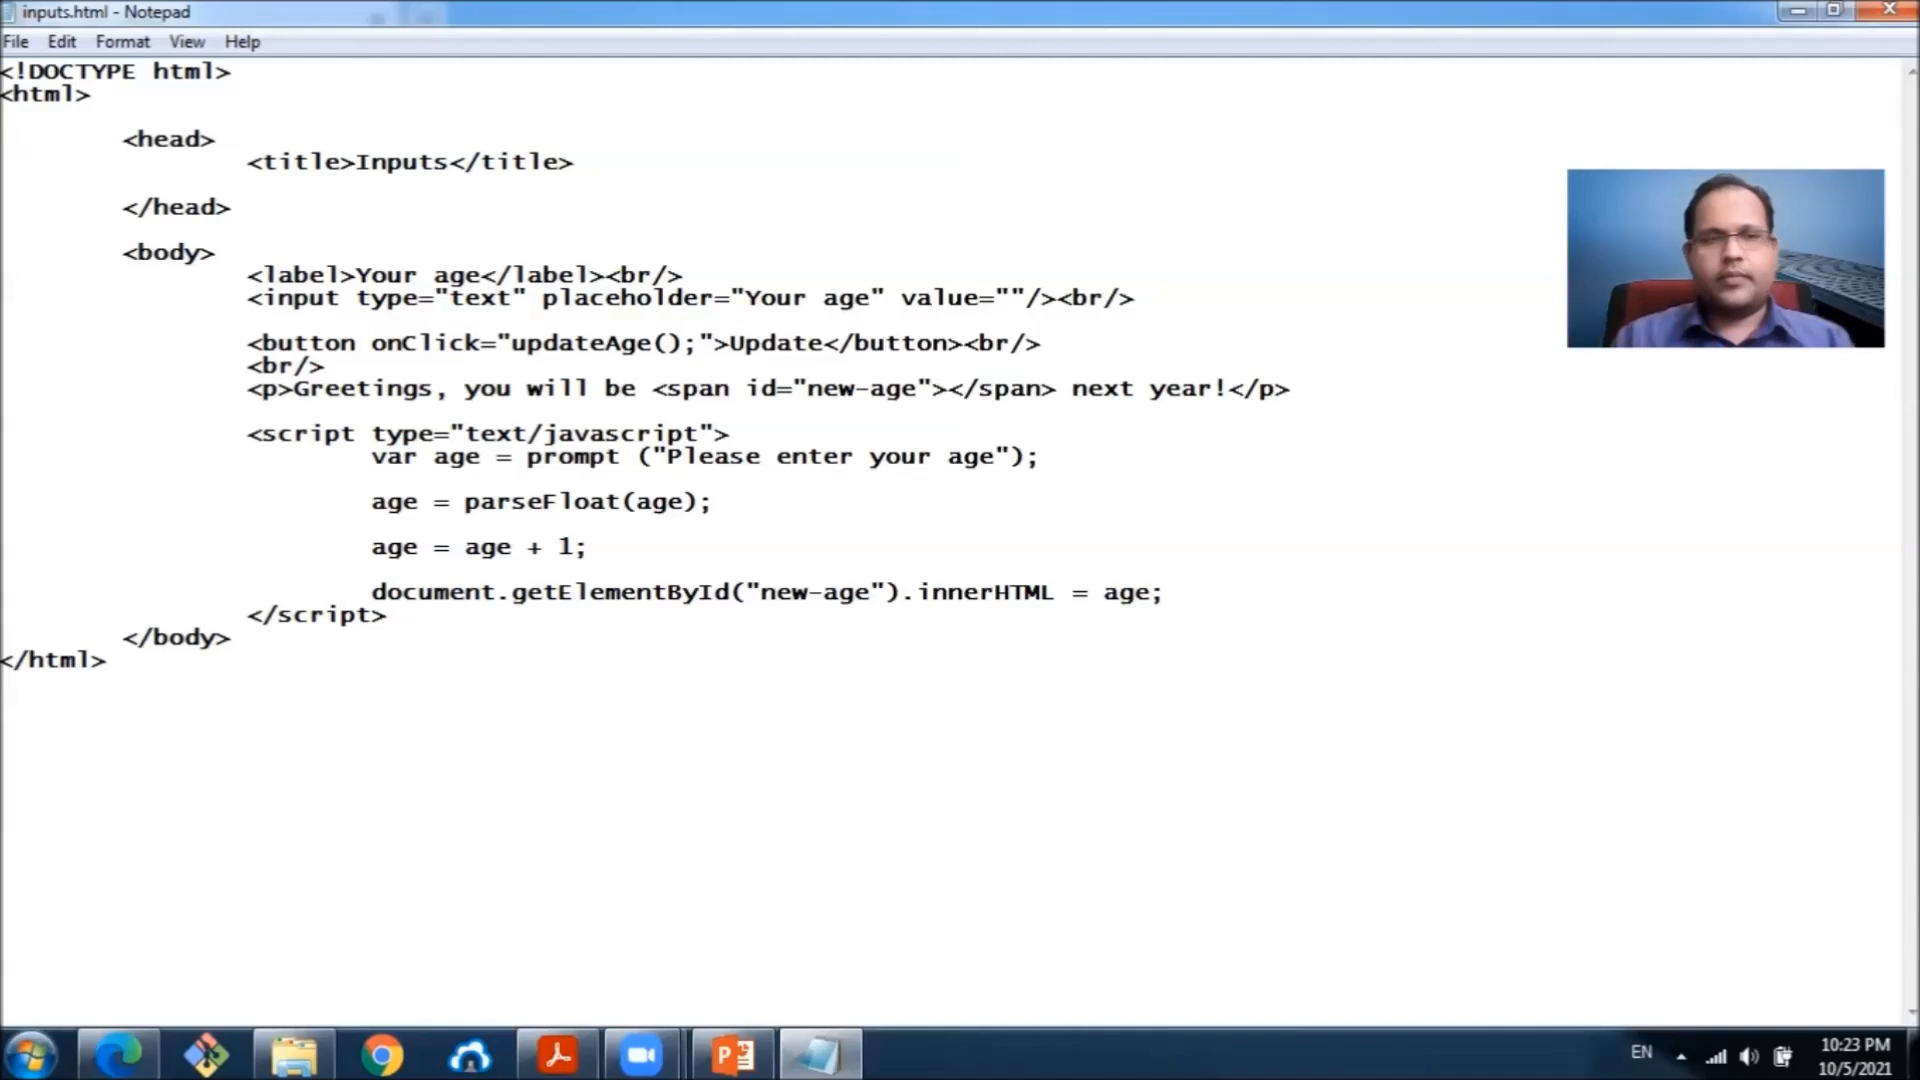 inputs.html - Notepad
File Edit Format View Help
<!DOCTYPE html>
<html>
<head>
<title>Inputs</title>
</head>
<body>
<label>Your age</label><br/>
<input type="text" placeholder="Your age" value=""/><br/>
<button onClick="updateAge();">Update</button><br/>
<br/>
<p>Greetings, you will be <span id="new-age"></span> next year!</p>
<script type="text/javascript">
var age = prompt ("Please enter your age");
age = parseFloat(age);
age = age + 1;
document.getElementById("new-age").innerHTML = age;
</script>
</body>
</html>
EN
10:23 PM
10/5/2021